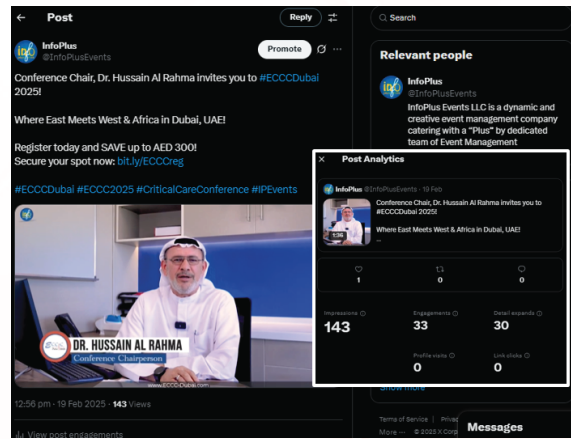 Post
Reply
Search
InfoPlus
@InfoPlusEvents
Promote
Conference Chair, Dr. Hussain Al Rahma invites you to #ECCCDubai
2025!
Where East Meets West & Africa in Dubai, UAE!
Register today and SAVE up to AED 300!
Secure your spot now: bit.ly/ECCCreg
#ECCCDubai #ECCC2025 #CriticalCareConference #IPEvents
DR. HUSSAIN AL RAHMA
Conference Chairperson
www.ECCC-Dubai.com
12:56 pm · 19 Feb 2025 · 143 Views
View post engagements
Relevant people
InfoPlus
@InfoPlusEvents
InfoPlus Events LLC is a dynamic and
creative event management company
catering with a "Plus" by dedicated
team of Event Management
Post Analytics
InfoPlus @InfoPlusEvents · 19 Feb
Conference Chair, Dr. Hussain Al Rahma invites you to
#ECCCDubai 2025!
Where East Meets West & Africa in Dubai, UAE!
...
1:36
1
0
0
Impressions
Engagements
Detail expands
143
33
30
Profile visits
Link clicks
0
0
Show more
Terms of Service
More ··· © 2025 X Corp
Messages